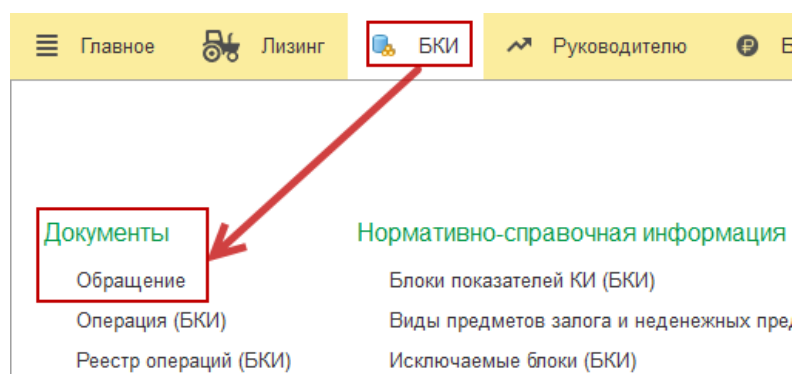 Главное Лизинг БКИ Руководителю
Документы
Обращение
Операция (БКИ)
Реестр операций (БКИ)
Нормативно-справочная информация
Блоки показателей КИ (БКИ)
Виды предметов залога и неденежных
Исключаемые блоки (БКИ)